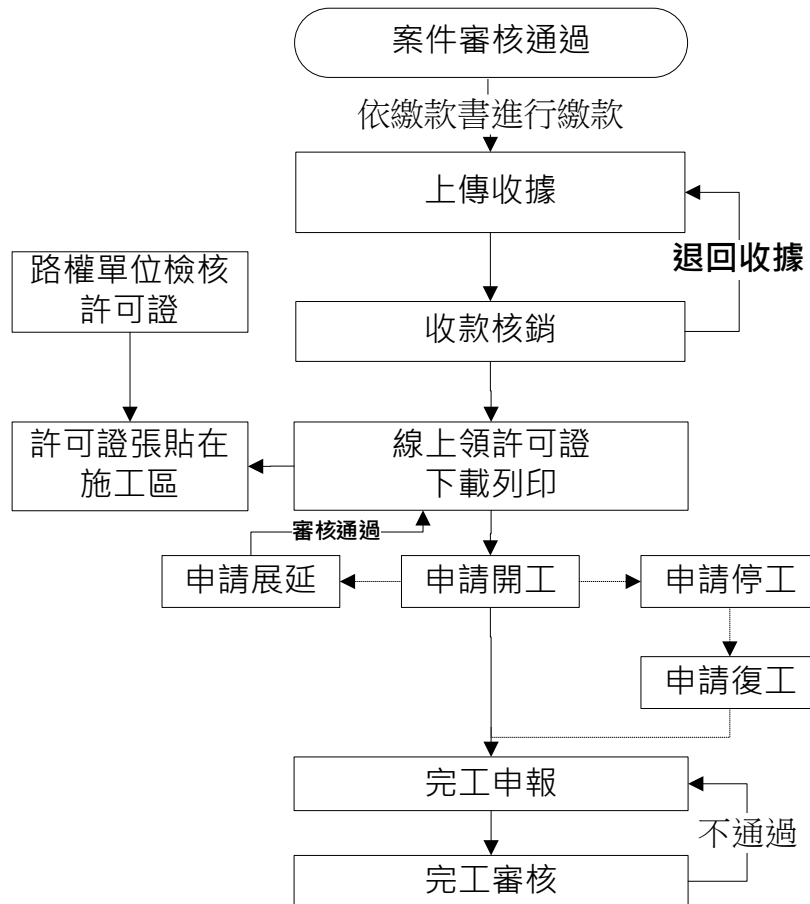 案件審核通過
依繳款書進行繳款
上傳收據
退回收據
路權單位檢核
許可證
收款核銷
許可證張貼在
施工區
線上領許可證
下載列印
審核通過
申請展延
申請開工
申請停工
申請復工
完工申報
不通過
完工審核